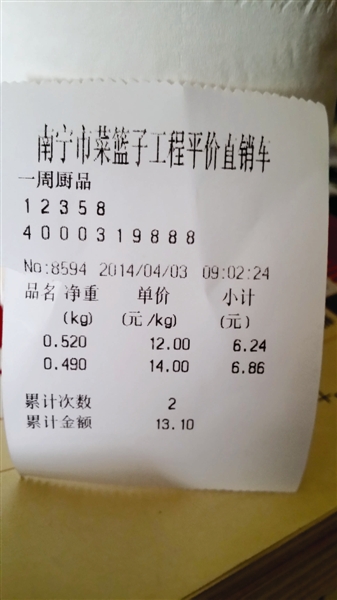 南宁市菜篮子工程平价直销车
一周厨品
12358
4000319888
No:8594 2014/04/03 09:02:24
品名 净重 单价 小计
(kg) (元/kg) (元)
0.520 12.00 6.24
0.490 14.00 6.86
累计次数 2
累计金额 13.10